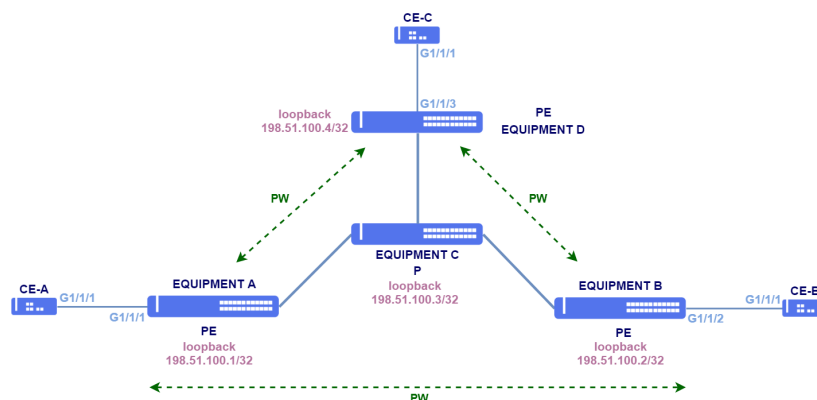 CE-C
G1/1/1
G1/1/3
loopback
198.51.100.4/32
PE
EQUIPMENT D
PW
PW
EQUIPMENT C
P
loopback
198.51.100.3/32
CE-A
G1/1/1
G1/1/1
EQUIPMENT A
PE
loopback
198.51.100.1/32
EQUIPMENT B
PE
loopback
198.51.100.2/32
G1/1/1
G1/1/2
CE-B
PW